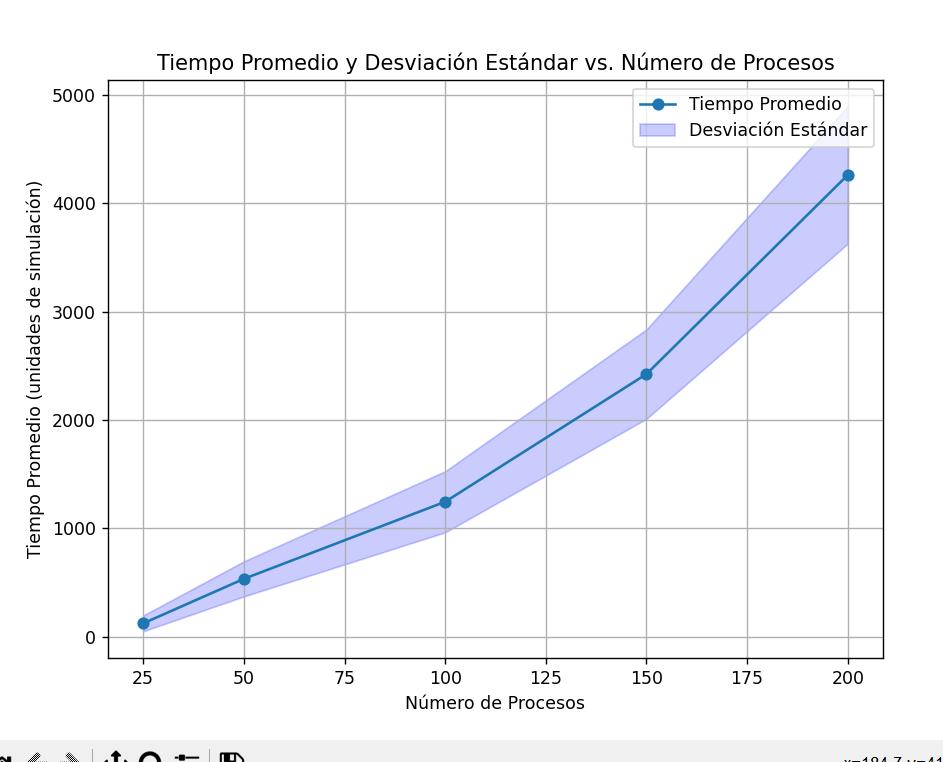 Tiempo Promedio y Desviación Estándar vs. Número de Procesos
Tiempo Promedio
Desviación Estándar
Tiempo Promedio (unidades de simulación)
5000
4000
3000
2000
1000
0
25 50 75 100 125 150 175 200
Número de Procesos